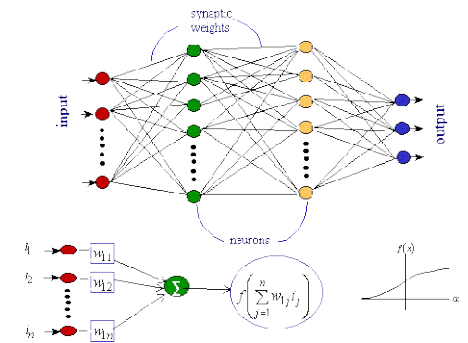 synaptic
weights
input
output
neurons
i1
w11
i2
w12
in
w1n
Σ
f(∑ w1j ij)
n
j=1
f(x)